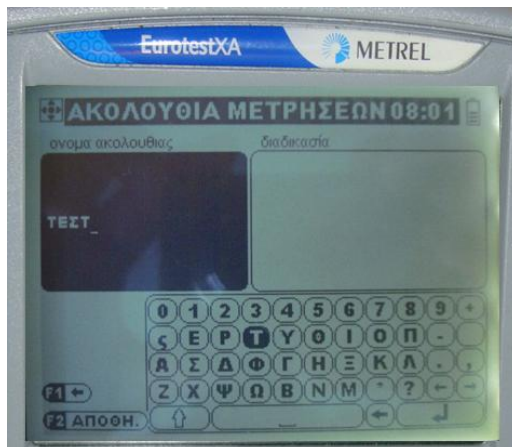 EurotestXA METREL
ΑΚΟΛΟΥΘΙΑ ΜΕΤΡΗΣΕΩΝ 08:01
ονομα ακολουθιας διαδικασία
ΤΕΣΤ_
0 1 2 3 4 5 6 7 8 9 +
ς Ε Ρ Τ Υ Θ Ι Ο Π -
Α Σ Δ Φ Γ Η Ξ Κ Λ . ,
F1 ← Ζ Χ Ψ Ω Β Ν Μ ' ? ← →
F2 ΑΠΟΘΗ. ⇧ ← ↵